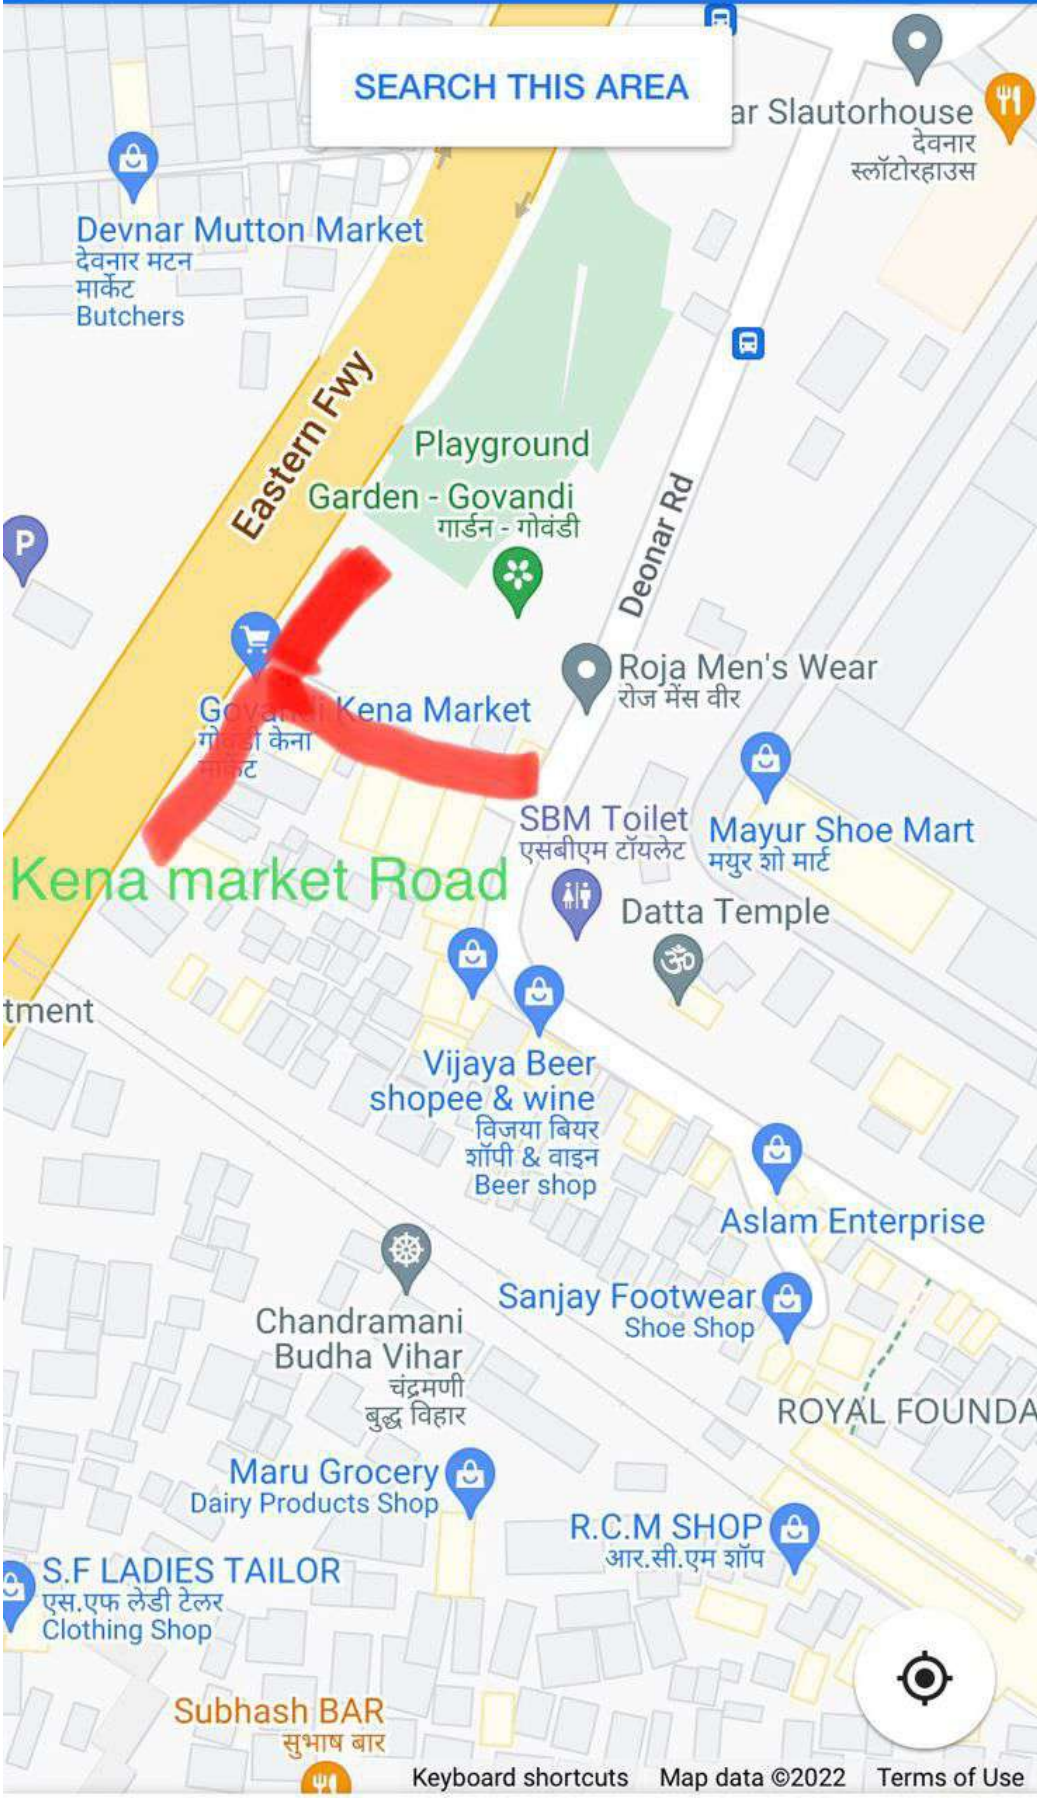 SEARCH THIS AREA
ar Slautorhouse
देवनार
स्लॉटोरहाउस
Devnar Mutton Market
देवनार मटन
मार्केट
Butchers
Eastern Fwy
Playground
Garden - Govandi
गार्डन - गोवंडी
P
Deonar Rd
Roja Men's Wear
रोज मेंस वीर
Govandi Kena Market
गोवंडी केना
मार्केट
SBM Toilet
एसबीएम टॉयलेट
Mayur Shoe Mart
मयुर शो मार्ट
Kena market Road
Datta Temple
ॐ
tment
Vijaya Beer
shopee & wine
विजया बियर
शॉपी & वाइन
Beer shop
Aslam Enterprise
Sanjay Footwear
Shoe Shop
Chandramani
Budha Vihar
चंद्रमणी
बुद्ध विहार
ROYAL FOUNDA
Maru Grocery
Dairy Products Shop
R.C.M SHOP
आर.सी.एम शॉप
S.F LADIES TAILOR
एस.एफ लेडी टेलर
Clothing Shop
Subhash BAR
सुभाष बार
Keyboard shortcuts Map data ©2022 Terms of Use